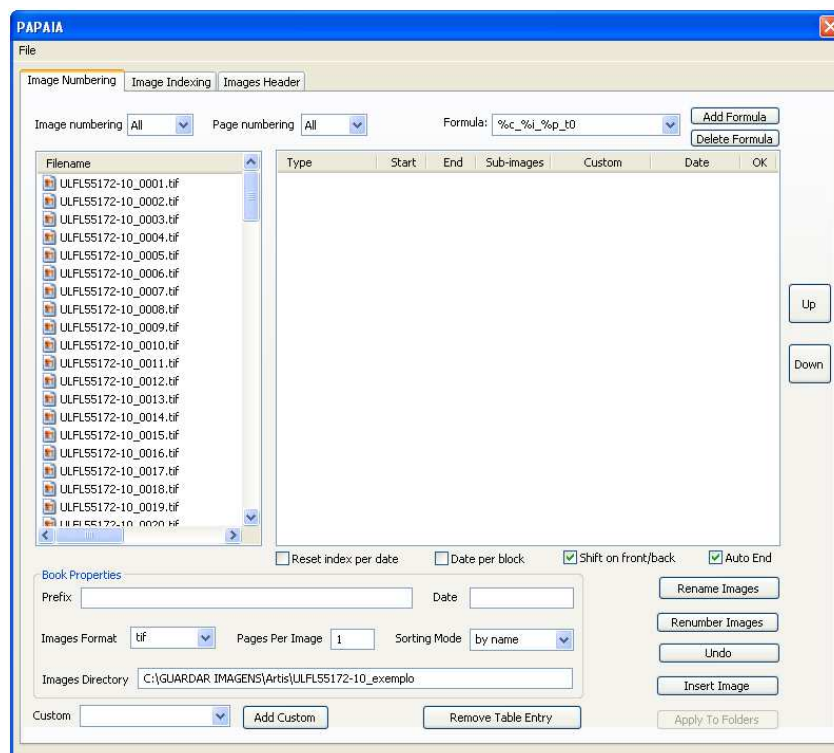 PAPAIA
File
Image Numbering Image Indexing Images Header
Image numbering All Page numbering All Formula: %c_%i_%p_t0 Add Formula
Delete Formula
Filename Type Start End Sub-images Custom Date OK
ULFL55172-10_0001.tif
ULFL55172-10_0002.tif
ULFL55172-10_0003.tif
ULFL55172-10_0004.tif
ULFL55172-10_0005.tif
ULFL55172-10_0006.tif
ULFL55172-10_0007.tif
ULFL55172-10_0008.tif
Up
ULFL55172-10_0009.tif
ULFL55172-10_0010.tif
ULFL55172-10_0011.tif
Down
ULFL55172-10_0012.tif
ULFL55172-10_0013.tif
ULFL55172-10_0014.tif
ULFL55172-10_0015.tif
ULFL55172-10_0016.tif
ULFL55172-10_0017.tif
ULFL55172-10_0018.tif
ULFL55172-10_0019.tif
ULFL55172-10_0020.tif
Reset index per date Date per block Shift on front/back Auto End
Book Properties
Prefix Date Rename Images
Renumber Images
Images Format tif Pages Per Image 1 Sorting Mode by name
Undo
Images Directory C:\GUARDAR IMAGENS\Artis\ULFL55172-10_exemplo
Insert Image
Custom Add Custom Remove Table Entry Apply To Folders